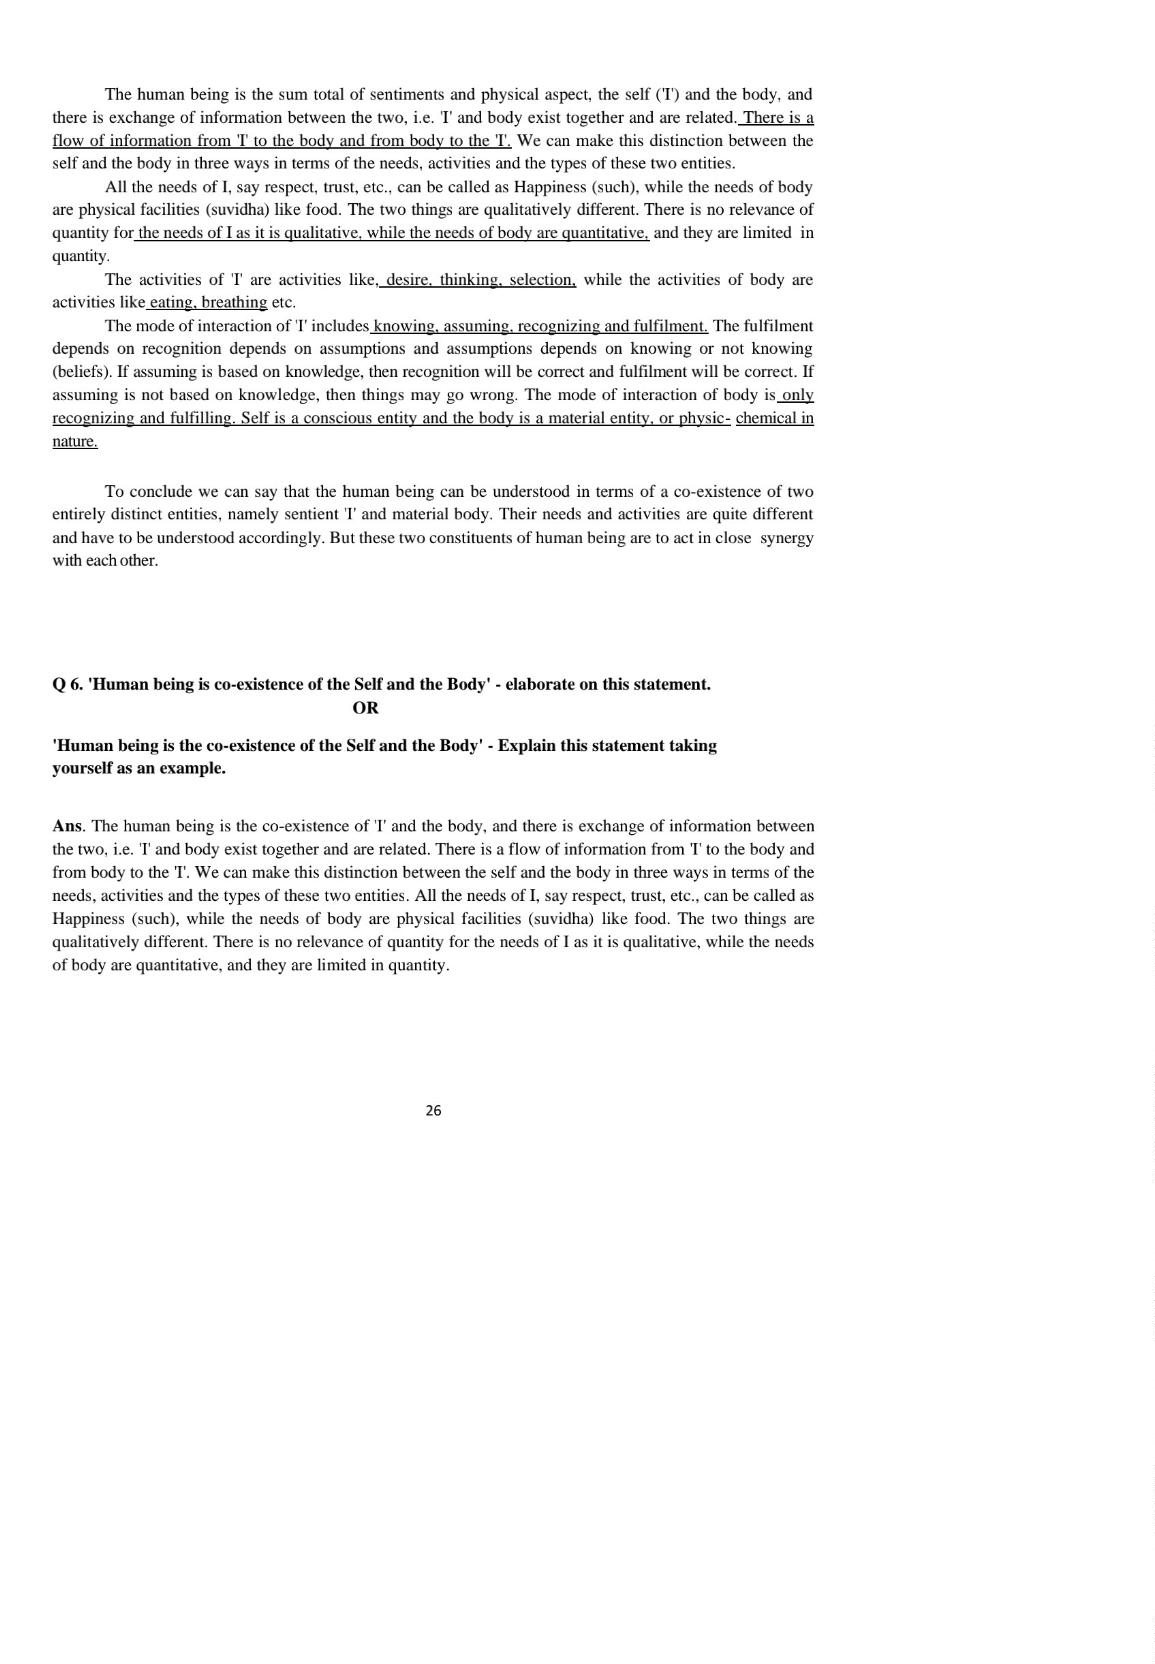 The human being is the sum total of sentiments and physical aspect, the self ('I') and the body, and
there is exchange of information between the two, i.e. 'I' and body exist together and are related. There is a
flow of information from 'I' to the body and from body to the 'I'. We can make this distinction between the
self and the body in three ways in terms of the needs, activities and the types of these two entities.
All the needs of I, say respect, trust, etc., can be called as Happiness (such), while the needs of body
are physical facilities (suvidha) like food. The two things are qualitatively different. There is no relevance of
quantity for the needs of I as it is qualitative, while the needs of body are quantitative, and they are limited in
quantity.
The activities of 'I' are activities like, desire, thinking, selection, while the activities of body are
activities like eating, breathing etc.
The mode of interaction of 'I' includes knowing, assuming, recognizing and fulfilment. The fulfilment
depends on recognition depends on assumptions and assumptions depends on knowing or not knowing
(beliefs). If assuming is based on knowledge, then recognition will be correct and fulfilment will be correct. If
assuming is not based on knowledge, then things may go wrong. The mode of interaction of body is only
recognizing and fulfilling. Self is a conscious entity and the body is a material entity, or physic- chemical in
nature.
To conclude we can say that the human being can be understood in terms of a co-existence of two
entirely distinct entities, namely sentient 'I' and material body. Their needs and activities are quite different
and have to be understood accordingly. But these two constituents of human being are to act in close synergy
with each other.
Q 6. 'Human being is co-existence of the Self and the Body' - elaborate on this statement.
OR
'Human being is the co-existence of the Self and the Body' - Explain this statement taking
yourself as an example.
Ans. The human being is the co-existence of 'I' and the body, and there is exchange of information between
the two, i.e. 'I' and body exist together and are related. There is a flow of information from 'I' to the body and
from body to the 'I'. We can make this distinction between the self and the body in three ways in terms of the
needs, activities and the types of these two entities. All the needs of I, say respect, trust, etc., can be called as
Happiness (such), while the needs of body are physical facilities (suvidha) like food. The two things are
qualitatively different. There is no relevance of quantity for the needs of I as it is qualitative, while the needs
of body are quantitative, and they are limited in quantity.
26